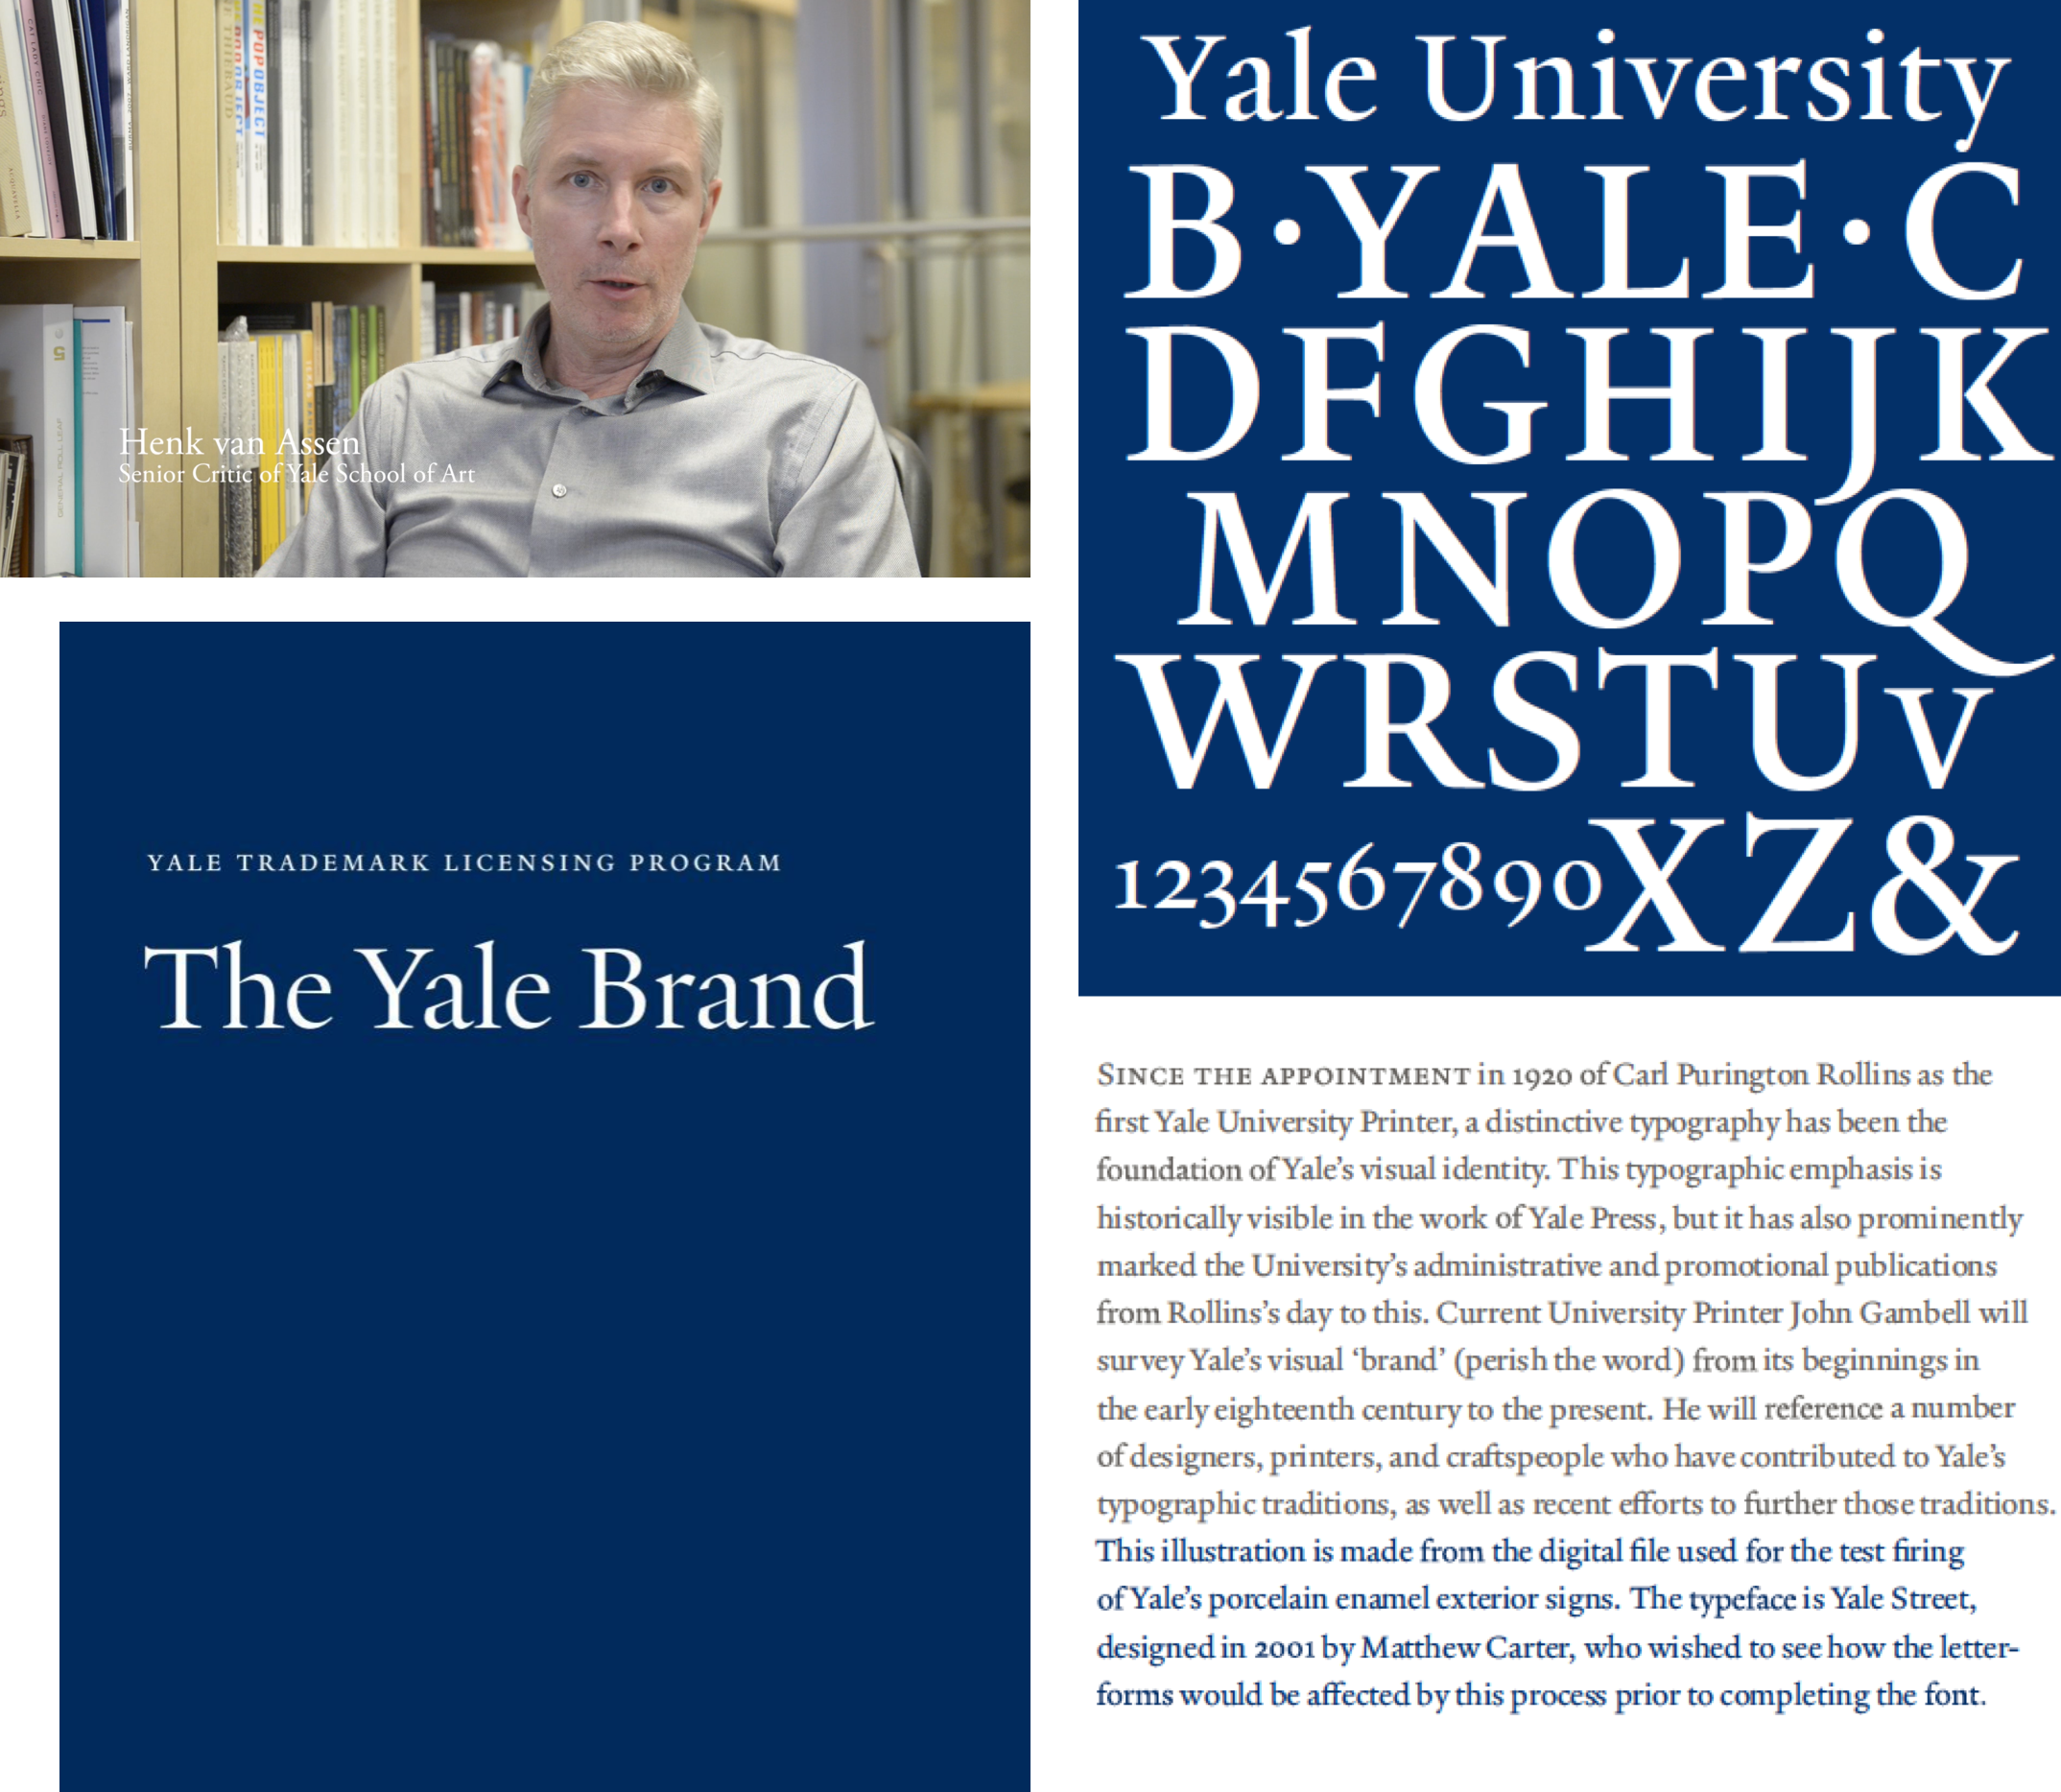 THE POP OBJECT
THIEBAUD
CAT LADY CHIC
ACQUAVELLA
5
Henk van Assen
Senior Critic of Yale School of Art
YALE TRADEMARK LICENSING PROGRAM
The Yale Brand
Yale University
B·YALE·C
DFGHIJK
MNOPQ
WRSTUV
1234567890XZ&
SINCE THE APPOINTMENT in 1920 of Carl Purington Rollins as the
first Yale University Printer, a distinctive typography has been the
foundation of Yale’s visual identity. This typographic emphasis is
historically visible in the work of Yale Press, but it has also prominently
marked the University’s administrative and promotional publications
from Rollins’s day to this. Current University Printer John Gambell will
survey Yale’s visual ‘brand’ (perish the word) from its beginnings in
the early eighteenth century to the present. He will reference a number
of designers, printers, and craftspeople who have contributed to Yale’s
typographic traditions, as well as recent efforts to further those traditions.
This illustration is made from the digital file used for the test firing
of Yale’s porcelain enamel exterior signs. The typeface is Yale Street,
designed in 2001 by Matthew Carter, who wished to see how the letter-
forms would be affected by this process prior to completing the font.